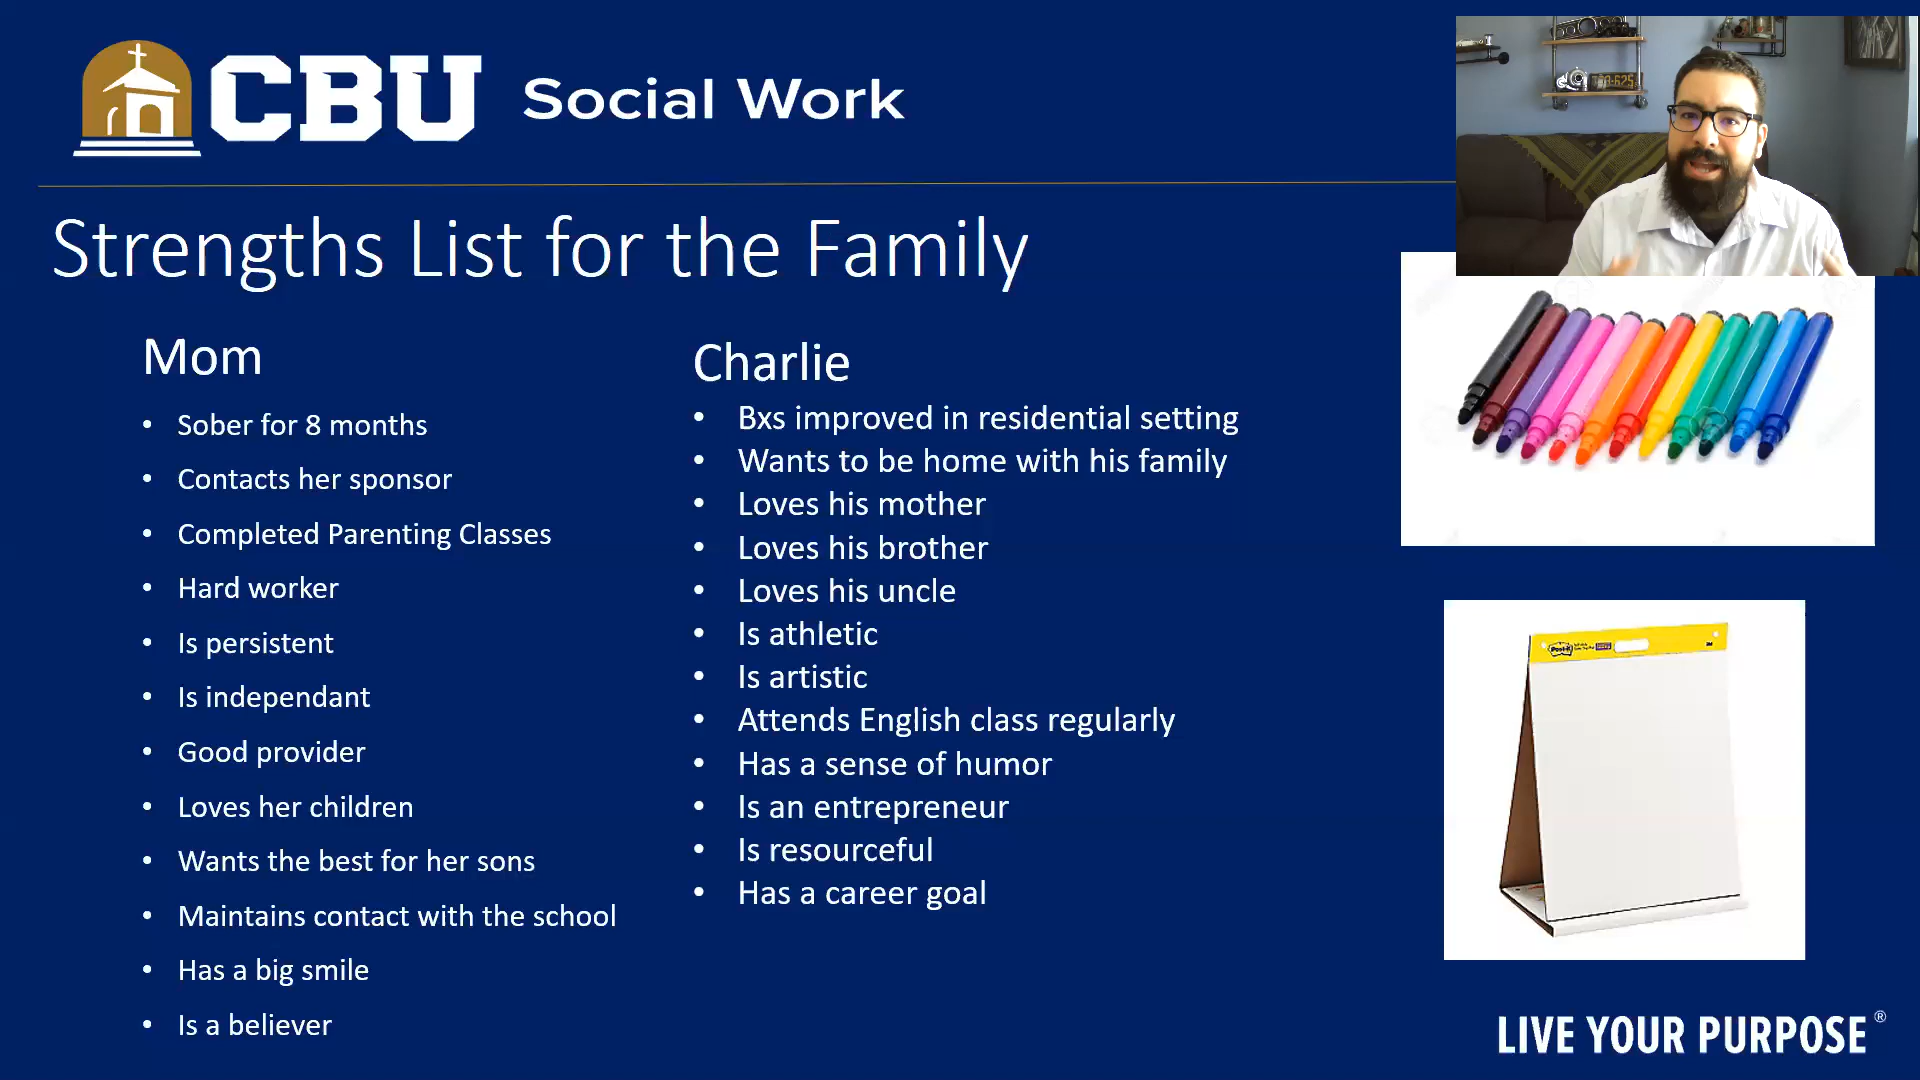 CBU Social Work
Strengths List for the Family
Mom
• Sober for 8 months
• Contacts her sponsor
• Completed Parenting Classes
• Hard worker
• Is persistent
• Is independant
• Good provider
• Loves her children
• Wants the best for her sons
• Maintains contact with the school
• Has a big smile
• Is a believer
Charlie
• Bxs improved in residential setting
• Wants to be home with his family
• Loves his mother
• Loves his brother
• Loves his uncle
• Is athletic
• Is artistic
• Attends English class regularly
• Has a sense of humor
• Is an entrepreneur
• Is resourceful
• Has a career goal
Post-it
LIVE YOUR PURPOSE®